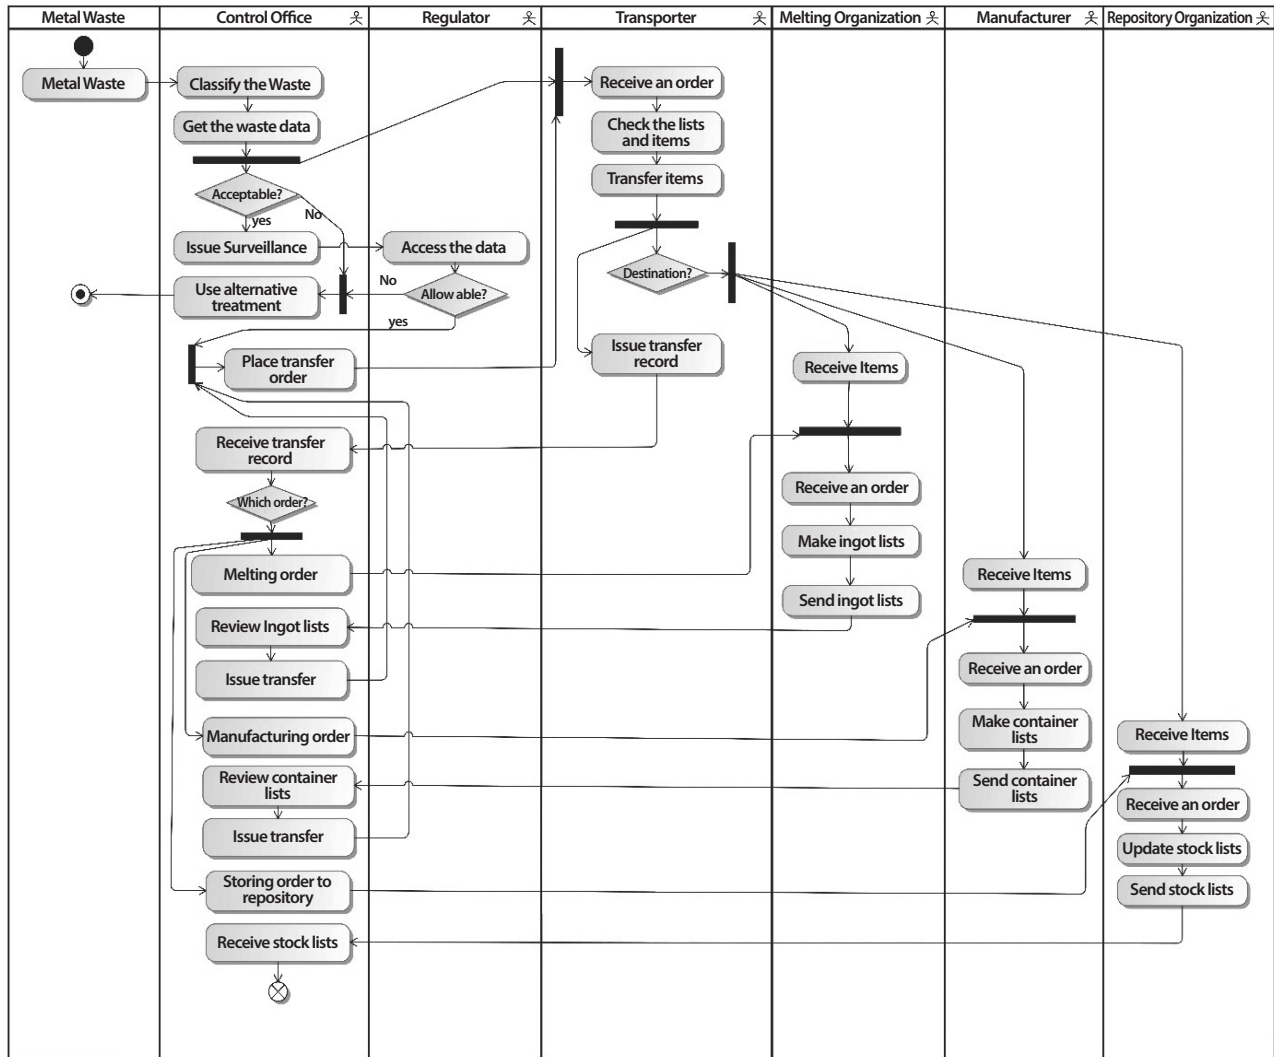 Metal Waste
Control Office
Regulator
Transporter
Melting Organization
Manufacturer
Repository Organization
Metal Waste
Classify the Waste
Get the waste data
Acceptable?
No
yes
Issue Surveillance
Use alternative
treatment
Access the data
No
Allow able?
yes
Place transfer
order
Receive an order
Check the lists
and items
Transfer items
Destination?
Issue transfer
record
Receive transfer
record
Which order?
Melting order
Review Ingot lists
Issue transfer
Manufacturing order
Review container
lists
Issue transfer
Storing order to
repository
Receive stock lists
Receive Items
Receive an order
Make ingot lists
Send ingot lists
Receive Items
Receive an order
Make container
lists
Send container
lists
Receive Items
Receive an order
Update stock lists
Send stock lists